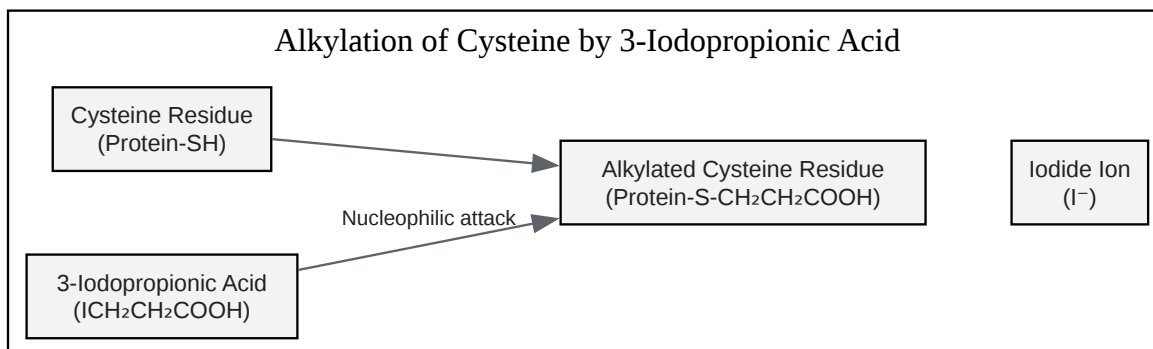 Alkylation of Cysteine by 3-Iodopropionic Acid
Cysteine Residue
(Protein-SH)
Alkylated Cysteine Residue
(Protein-S-CH₂CH₂COOH)
Iodide Ion
(I⁻)
Nucleophilic attack
3-Iodopropionic Acid
(ICH₂CH₂COOH)